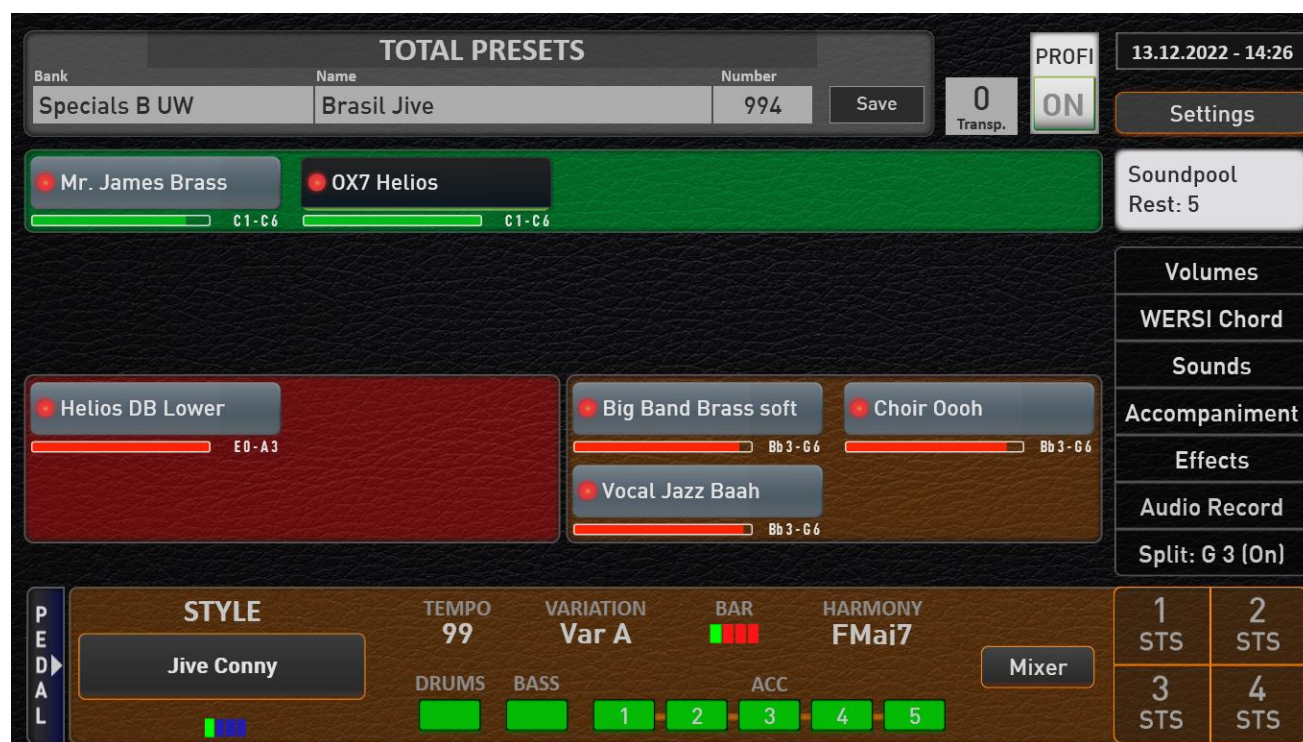 TOTAL PRESETS
Bank Name Number
Specials B UW Brasil Jive 994 Save
0
Transp.
PROFI
ON
13.12.2022 - 14:26
Settings
Mr. James Brass OX7 Helios
C1-C6 C1-C6
Soundpool
Rest: 5
Volumes
WERSI Chord
Sounds
Accompaniment
Effects
Audio Record
Split: G 3 (On)
Helios DB Lower Big Band Brass soft Choir Oooh
E0-A3 Bb3-G6 Bb3-G6
Vocal Jazz Baah
Bb3-G6
PEDAL
STYLE TEMPO VARIATION BAR HARMONY
99 Var A FMaj7
Jive Conny Mixer
DRUMS BASS ACC
1 2 3 4 5
1 STS 2 STS
3 STS 4 STS